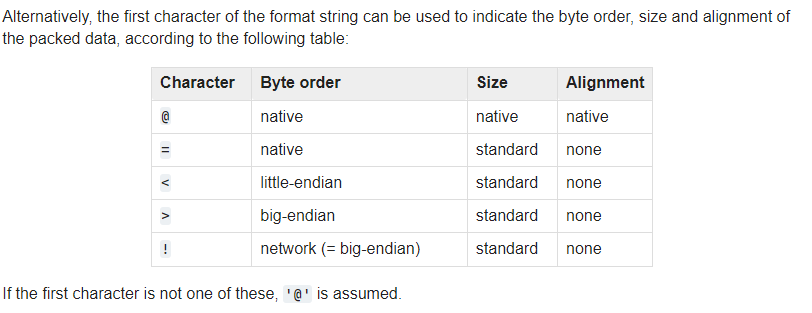 Alternatively, the first character of the format string can be used to indicate the byte order, size and alignment of
the packed data, according to the following table:
Character Byte order Size Alignment
@ native native native
= native standard none
< little-endian standard none
> big-endian standard none
! network (= big-endian) standard none
If the first character is not one of these, '@' is assumed.